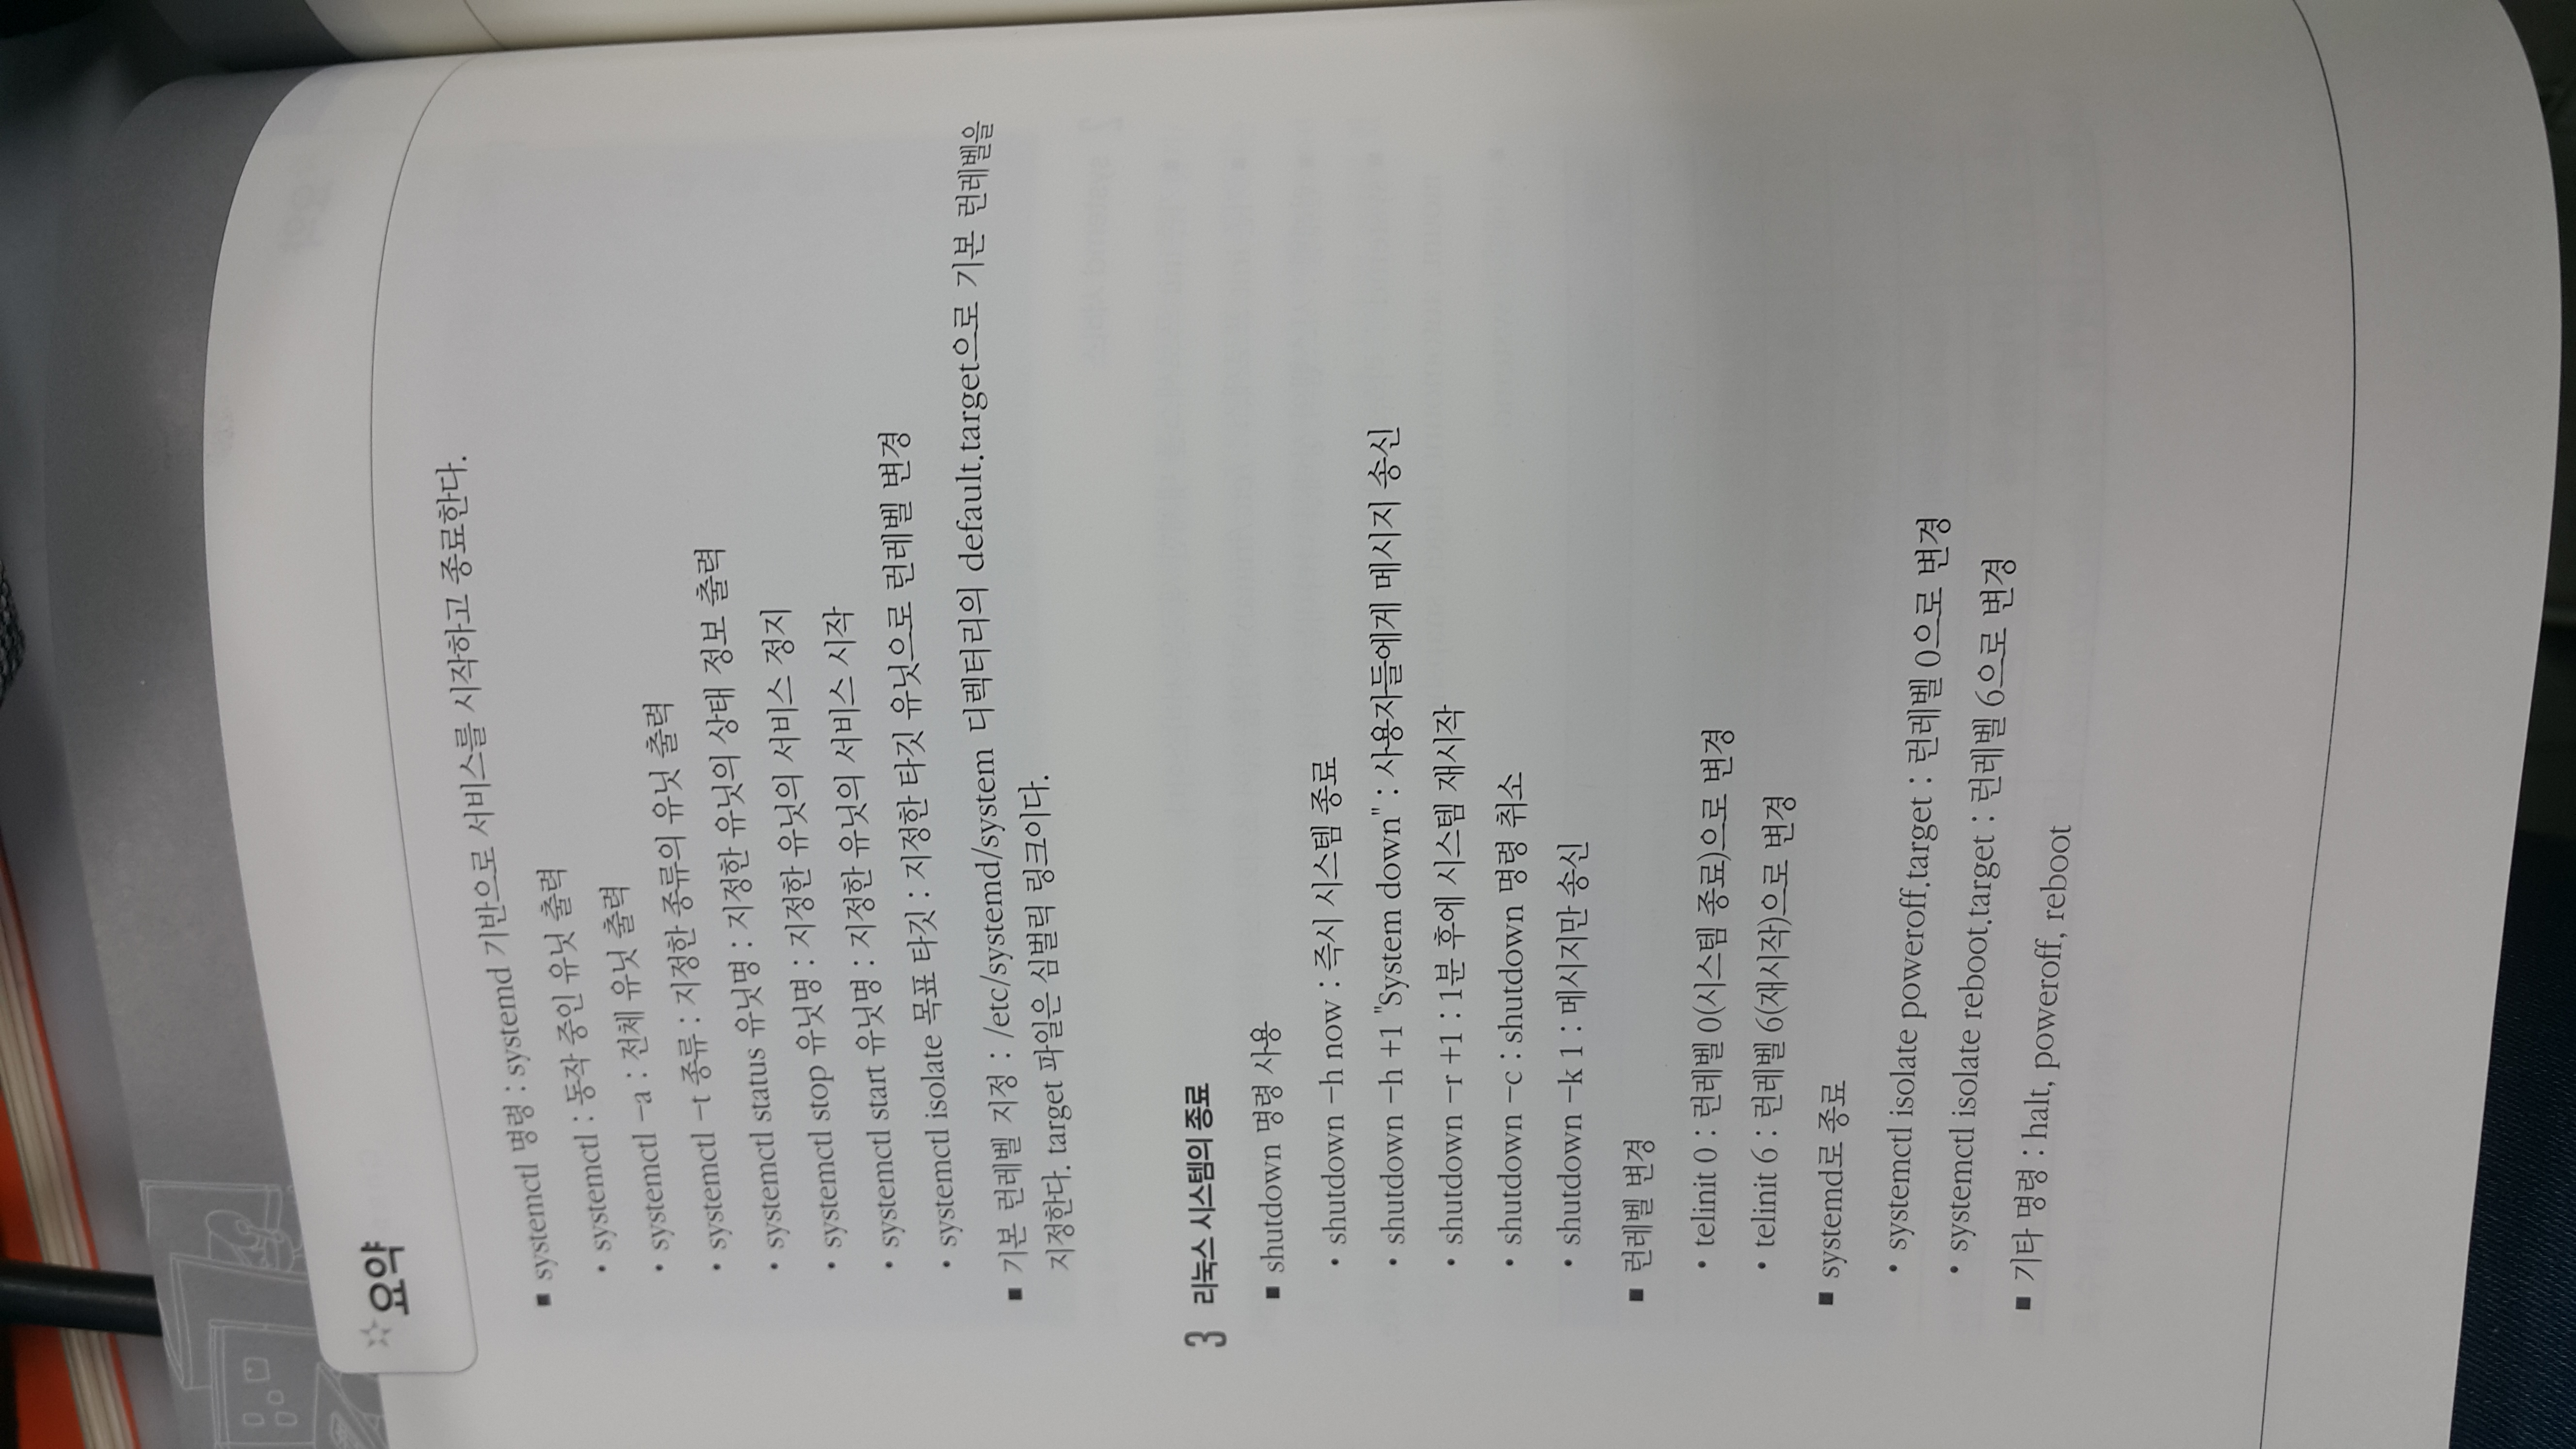 요약
■ systemctl 명령 : systemd 기반으로 서비스를 시작하고 종료한다.
• systemctl : 동작 중인 유닛 출력
• systemctl –a : 전체 유닛 출력
• systemctl –t 종류 : 지정한 종류의 유닛 출력
• systemctl status 유닛명 : 지정한 유닛의 상태 정보 출력
• systemctl stop 유닛명 : 지정한 유닛의 서비스 정지
• systemctl start 유닛명 : 지정한 유닛의 서비스 시작
• systemctl isolate 목표 타깃 : 지정한 타깃 유닛으로 런레벨 변경
■ 기본 런레벨 지정 : /etc/systemd/system 디렉터리의 default.target으로 기본 런레벨을
지정한다. target 파일은 심벌릭 링크이다.
3 리눅스 시스템의 종료
■ shutdown 명령 사용
• shutdown –h now : 즉시 시스템 종료
• shutdown –h +1 "System down" : 사용자들에게 메시지 송신
• shutdown –r +1 : 1분 후에 시스템 재시작
• shutdown –c : shutdown 명령 취소
• shutdown –k 1 : 메시지만 송신
■ 런레벨 변경
• telinit 0 : 런레벨 0(시스템 종료)으로 변경
• telinit 6 : 런레벨 6(재시작)으로 변경
■ systemd로 종료
• systemctl isolate poweroff.target : 런레벨 0으로 변경
• systemctl isolate reboot.target : 런레벨 6으로 변경
■ 기타 명령 : halt, poweroff, reboot